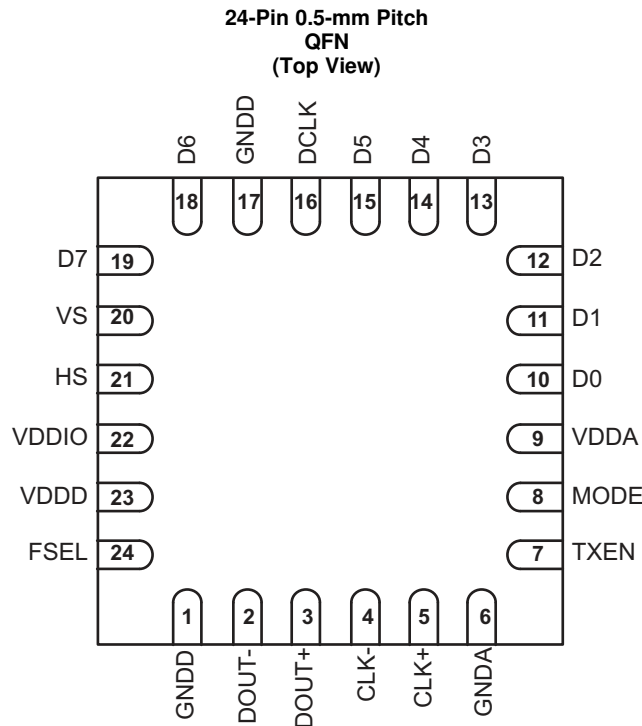 24-Pin 0.5-mm Pitch
QFN
(Top View)
D6 GNDD DCLK D5 D4 D3
18 17 16 15 14 13
D7 19 12 D2
VS 20 11 D1
HS 21 10 D0
VDDIO 22 9 VDDA
VDDD 23 8 MODE
FSEL 24 7 TXEN
1 2 3 4 5 6
GNDD DOUT- DOUT+ CLK- CLK+ GNDA